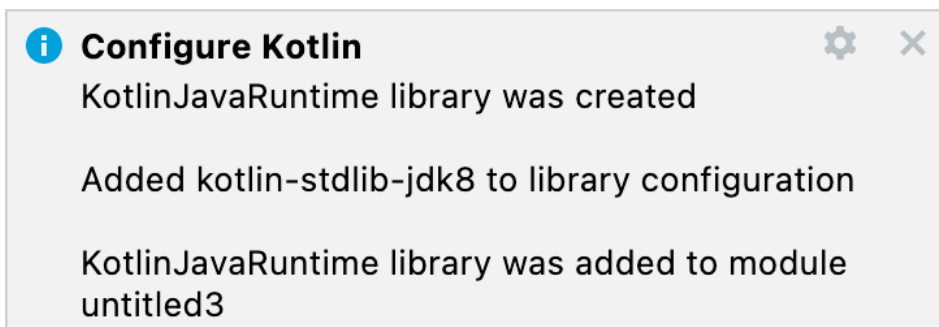 Configure Kotlin
KotlinJavaRuntime library was created
Added kotlin-stdlib-jdk8 to library configuration
KotlinJavaRuntime library was added to module
untitled3